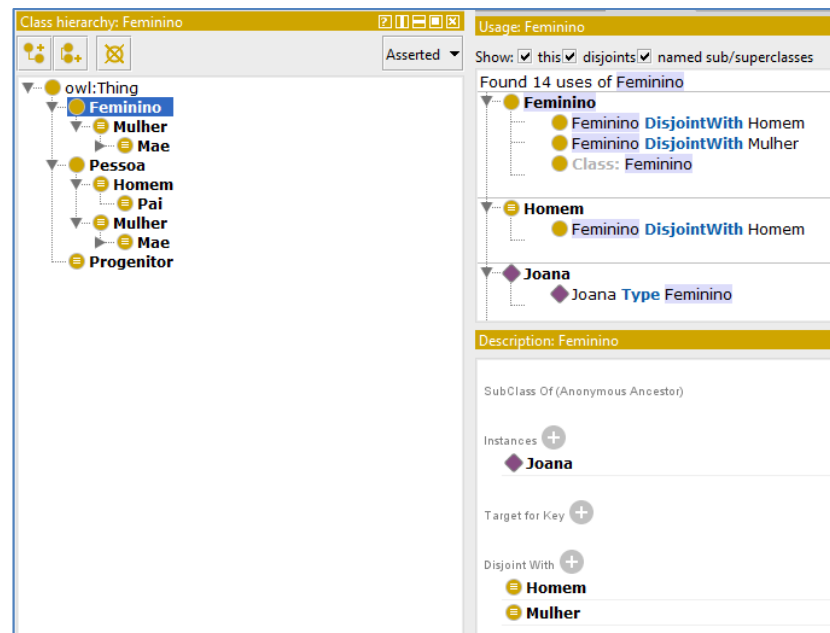 Class hierarchy: Feminino
Asserted
owl:Thing
Feminino
Mulher
Mae
Pessoa
Homem
Pai
Mulher
Mae
Progenitor
Usage: Feminino
Show: this disjoints named sub/superclasses
Found 14 uses of Feminino
Feminino
Feminino DisjointWith Homem
Feminino DisjointWith Mulher
Class: Feminino
Homem
Feminino DisjointWith Homem
Joana
Joana Type Feminino
Description: Feminino
SubClass Of (Anonymous Ancestor)
Instances
Joana
Target for Key
Disjoint With
Homem
Mulher